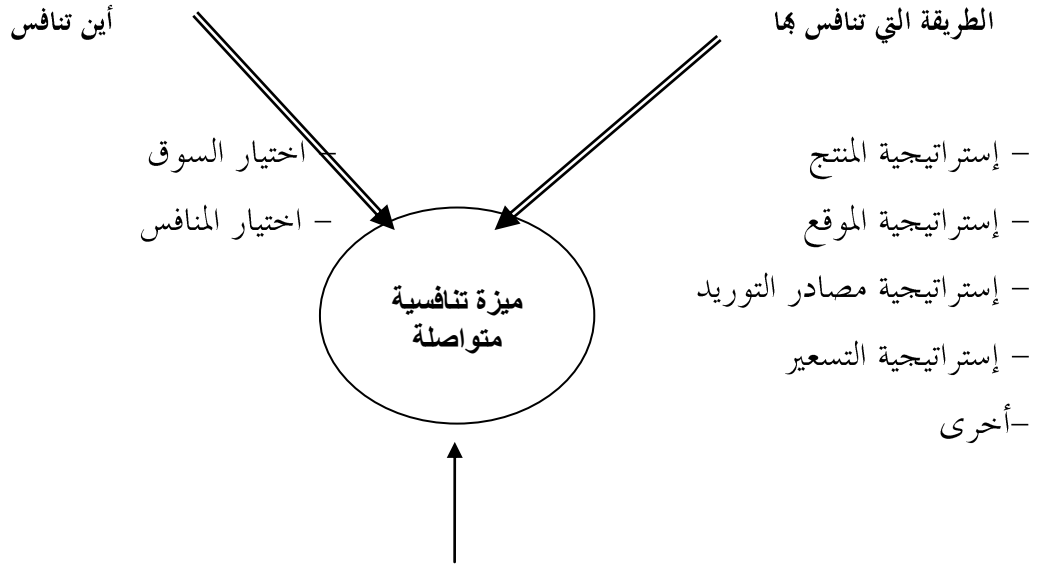 الطريقة التي تنافس بها
أين تنافس
– إستراتيجية المنتج
– إستراتيجية الموقع
– إستراتيجية مصادر التوريد
– إستراتيجية التسعير
–أخرى
– اختيار السوق
– اختيار المنافس
ميزة تنافسية
متواصلة